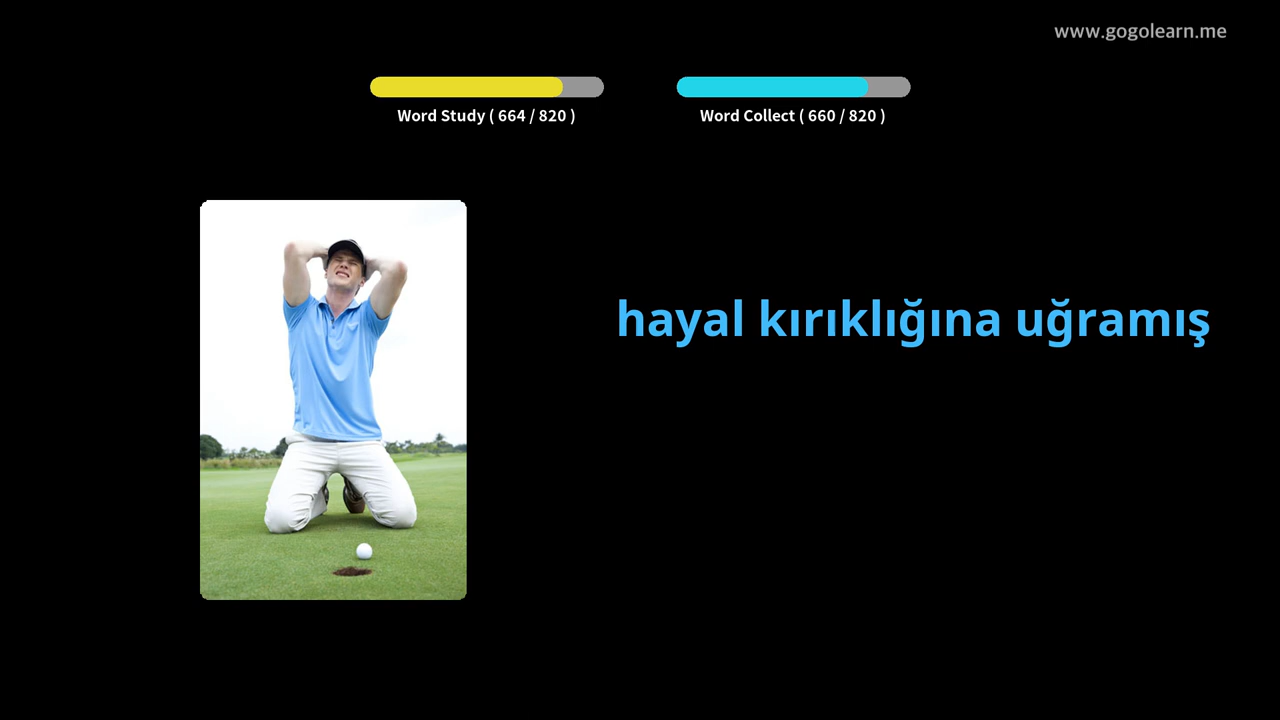 www.gogolearn.me
Word Study ( 664 / 820 )
Word Collect ( 660 / 820 )
hayal kırıklığına uğramış